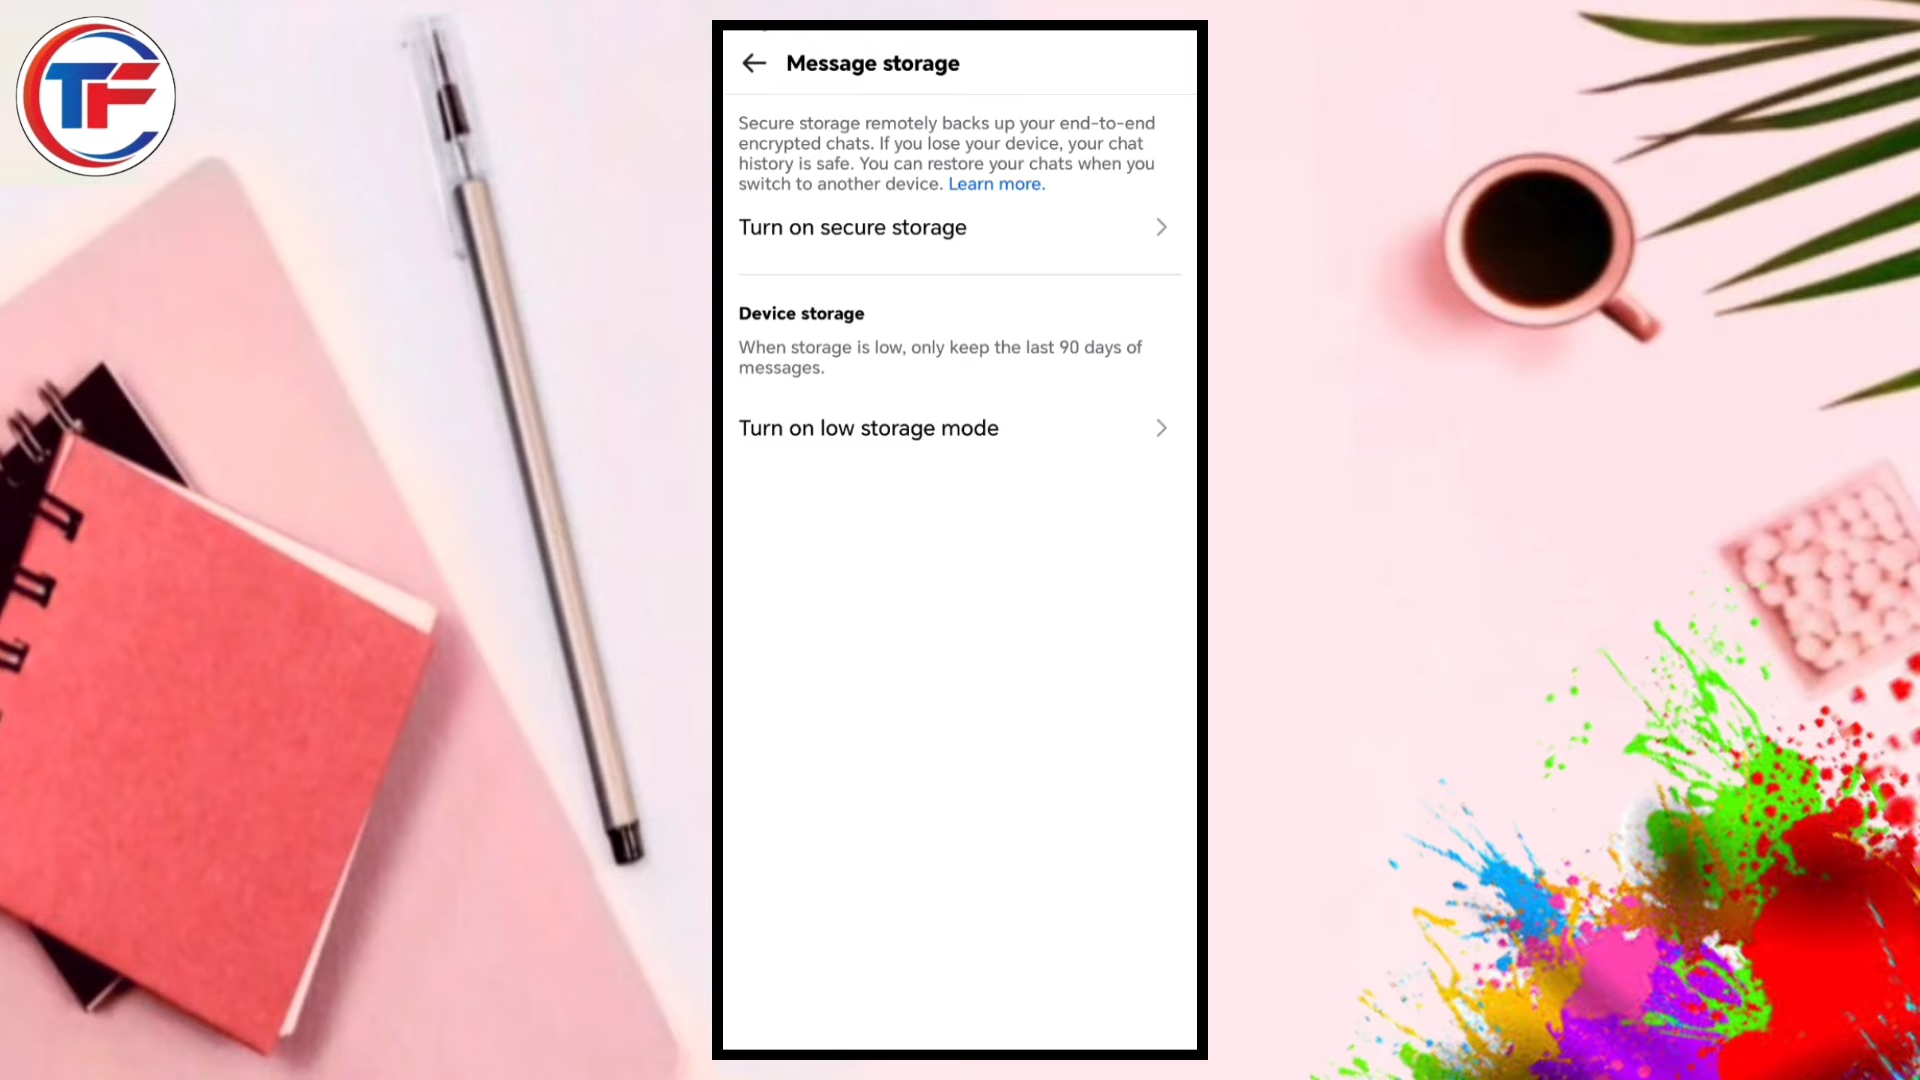 TF
Message storage
Secure storage remotely backs up your end-to-end
encrypted chats. If you lose your device, your chat
history is safe. You can restore your chats when you
switch to another device. Learn more.
Turn on secure storage
Device storage
When storage is low, only keep the last 90 days of
messages.
Turn on low storage mode